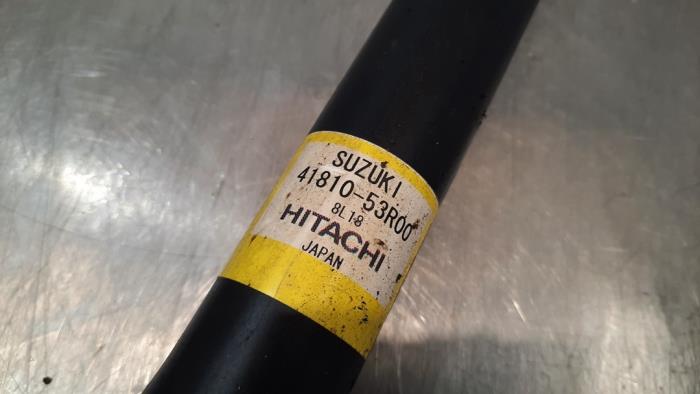 SUZUKI
41810-53R00
8L18
HITACHI
JAPAN